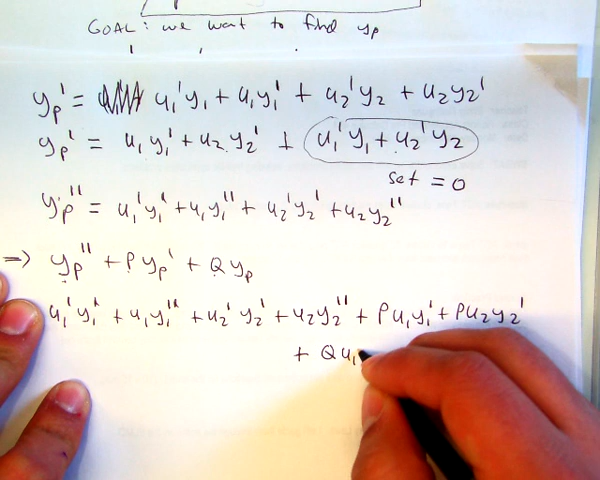 GOAL: we want to find yp
yp' = u1'y1 + u1y1' + u2'y2 + u2y2'
yp' = u1y1' + u2y2' + u1'y1 + u2'y2
set = 0
yp'' = u1'y1' + u1y1'' + u2'y2' + u2y2''
=> yp'' + Pyp' + Qyp
u1'y1' + u1y1'' + u2'y2' + u2y2'' + Pu1y1' + Pu2y2'
+ Qu1